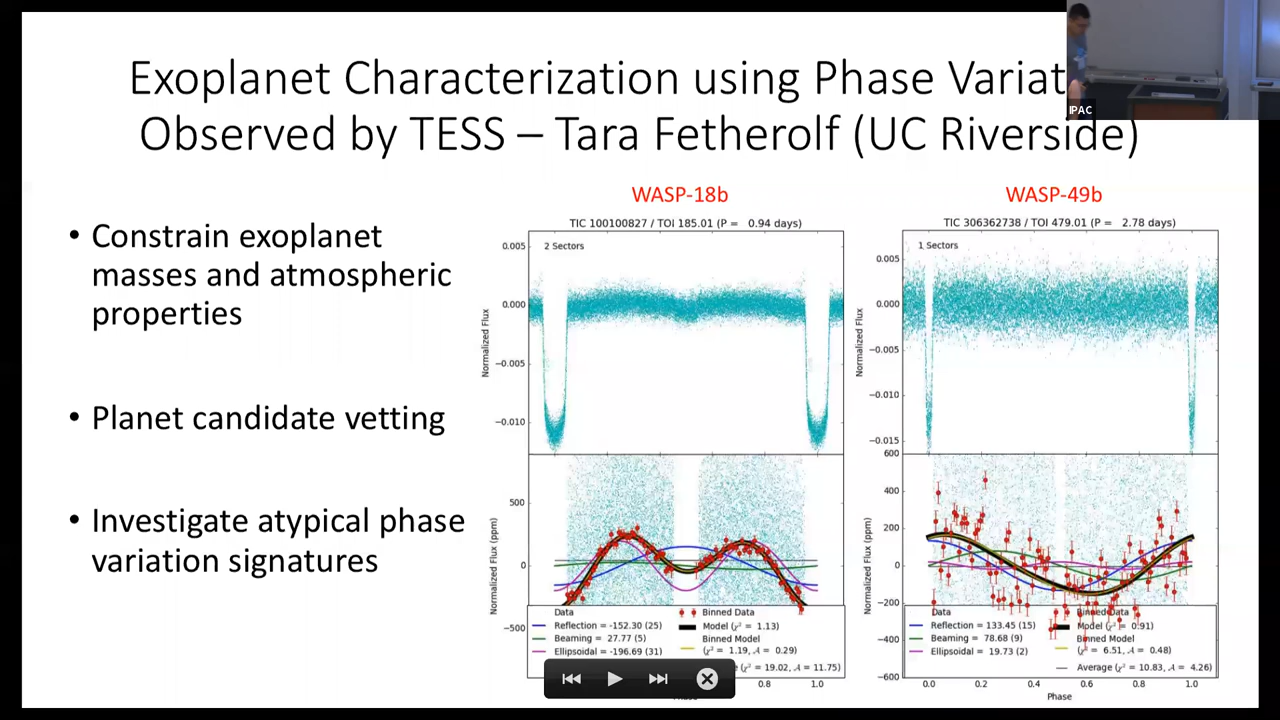 Exoplanet Characterization using Phase Variat
Observed by TESS – Tara Fetherolf (UC Riverside)
IPAC
• Constrain exoplanet
masses and atmospheric
properties
• Planet candidate vetting
• Investigate atypical phase
variation signatures
WASP-18b
TIC 100100827 / TOI 185.01 (P = 0.94 days)
2 Sectors
Normalized Flux
0.005
0.000
−0.005
−0.010
Normalized Flux (ppm)
500
0
−500
Data
Reflection = -152.30 (25)
Beaming = 27.77 (5)
Ellipsoidal = -196.69 (31)
Binned Data
Model (χ² = 1.13)
Binned Model
(χ² = 1.19, A = 0.29)
(χ² = 19.02, A = 11.75)
0.8 1.0
WASP-49b
TIC 306362738 / TOI 479.01 (P = 2.78 days)
1 Sectors
Normalized Flux
0.005
0.000
−0.005
−0.010
−0.015
Normalized Flux (ppm)
600
400
200
0
−200
−400
−600
Data
Reflection = 133.45 (15)
Beaming = 78.68 (9)
Ellipsoidal = 19.73 (2)
Binned Data
Model (χ² = 0.91)
Binned Model
(χ² = 6.51, A = 0.48)
Average (χ² = 10.83, A = 4.26)
0.0 0.2 0.4 0.6 0.8 1.0
Phase